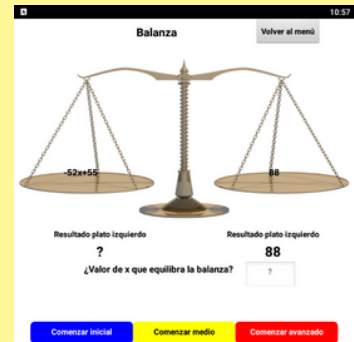 10:57
Balanza
Volver al menú
-52x+55
88
Resultado plato izquierdo
Resultado plato izquierdo
?
88
¿Valor de x que equilibra la balanza?
?
Comenzar inicial
Comenzar medio
Comenzar avanzado